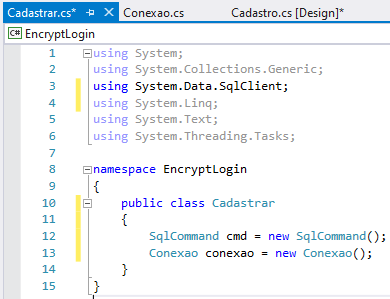 Cadastrar.cs* Conexao.cs Cadastro.cs [Design]*
C# EncryptLogin
1 using System;
2 using System.Collections.Generic;
3 using System.Data.SqlClient;
4 using System.Linq;
5 using System.Text;
6 using System.Threading.Tasks;
7
8 namespace EncryptLogin
9 {
10 public class Cadastrar
11 {
12 SqlCommand cmd = new SqlCommand();
13 Conexao conexao = new Conexao();
14 }
15 }